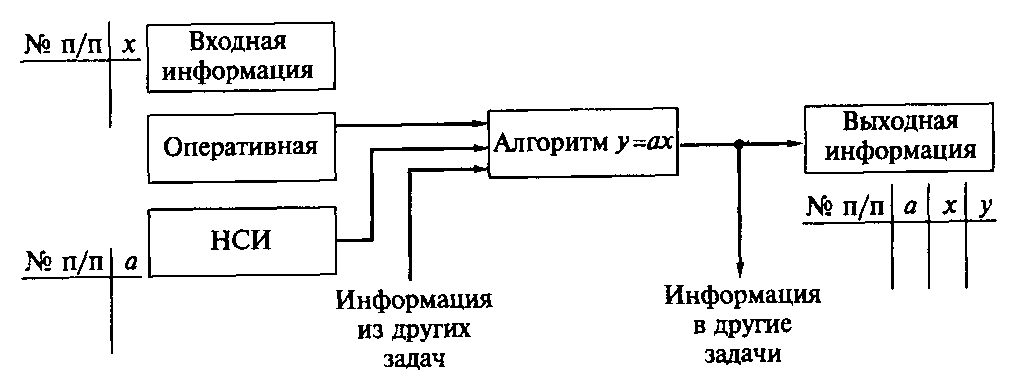 № п/п x
Входная
информация
Оперативная
НСИ
№ п/п a
Информация
из других
задач
Алгоритм y=ax
Информация
в другие
задачи
Выходная
информация
№ п/п a x y